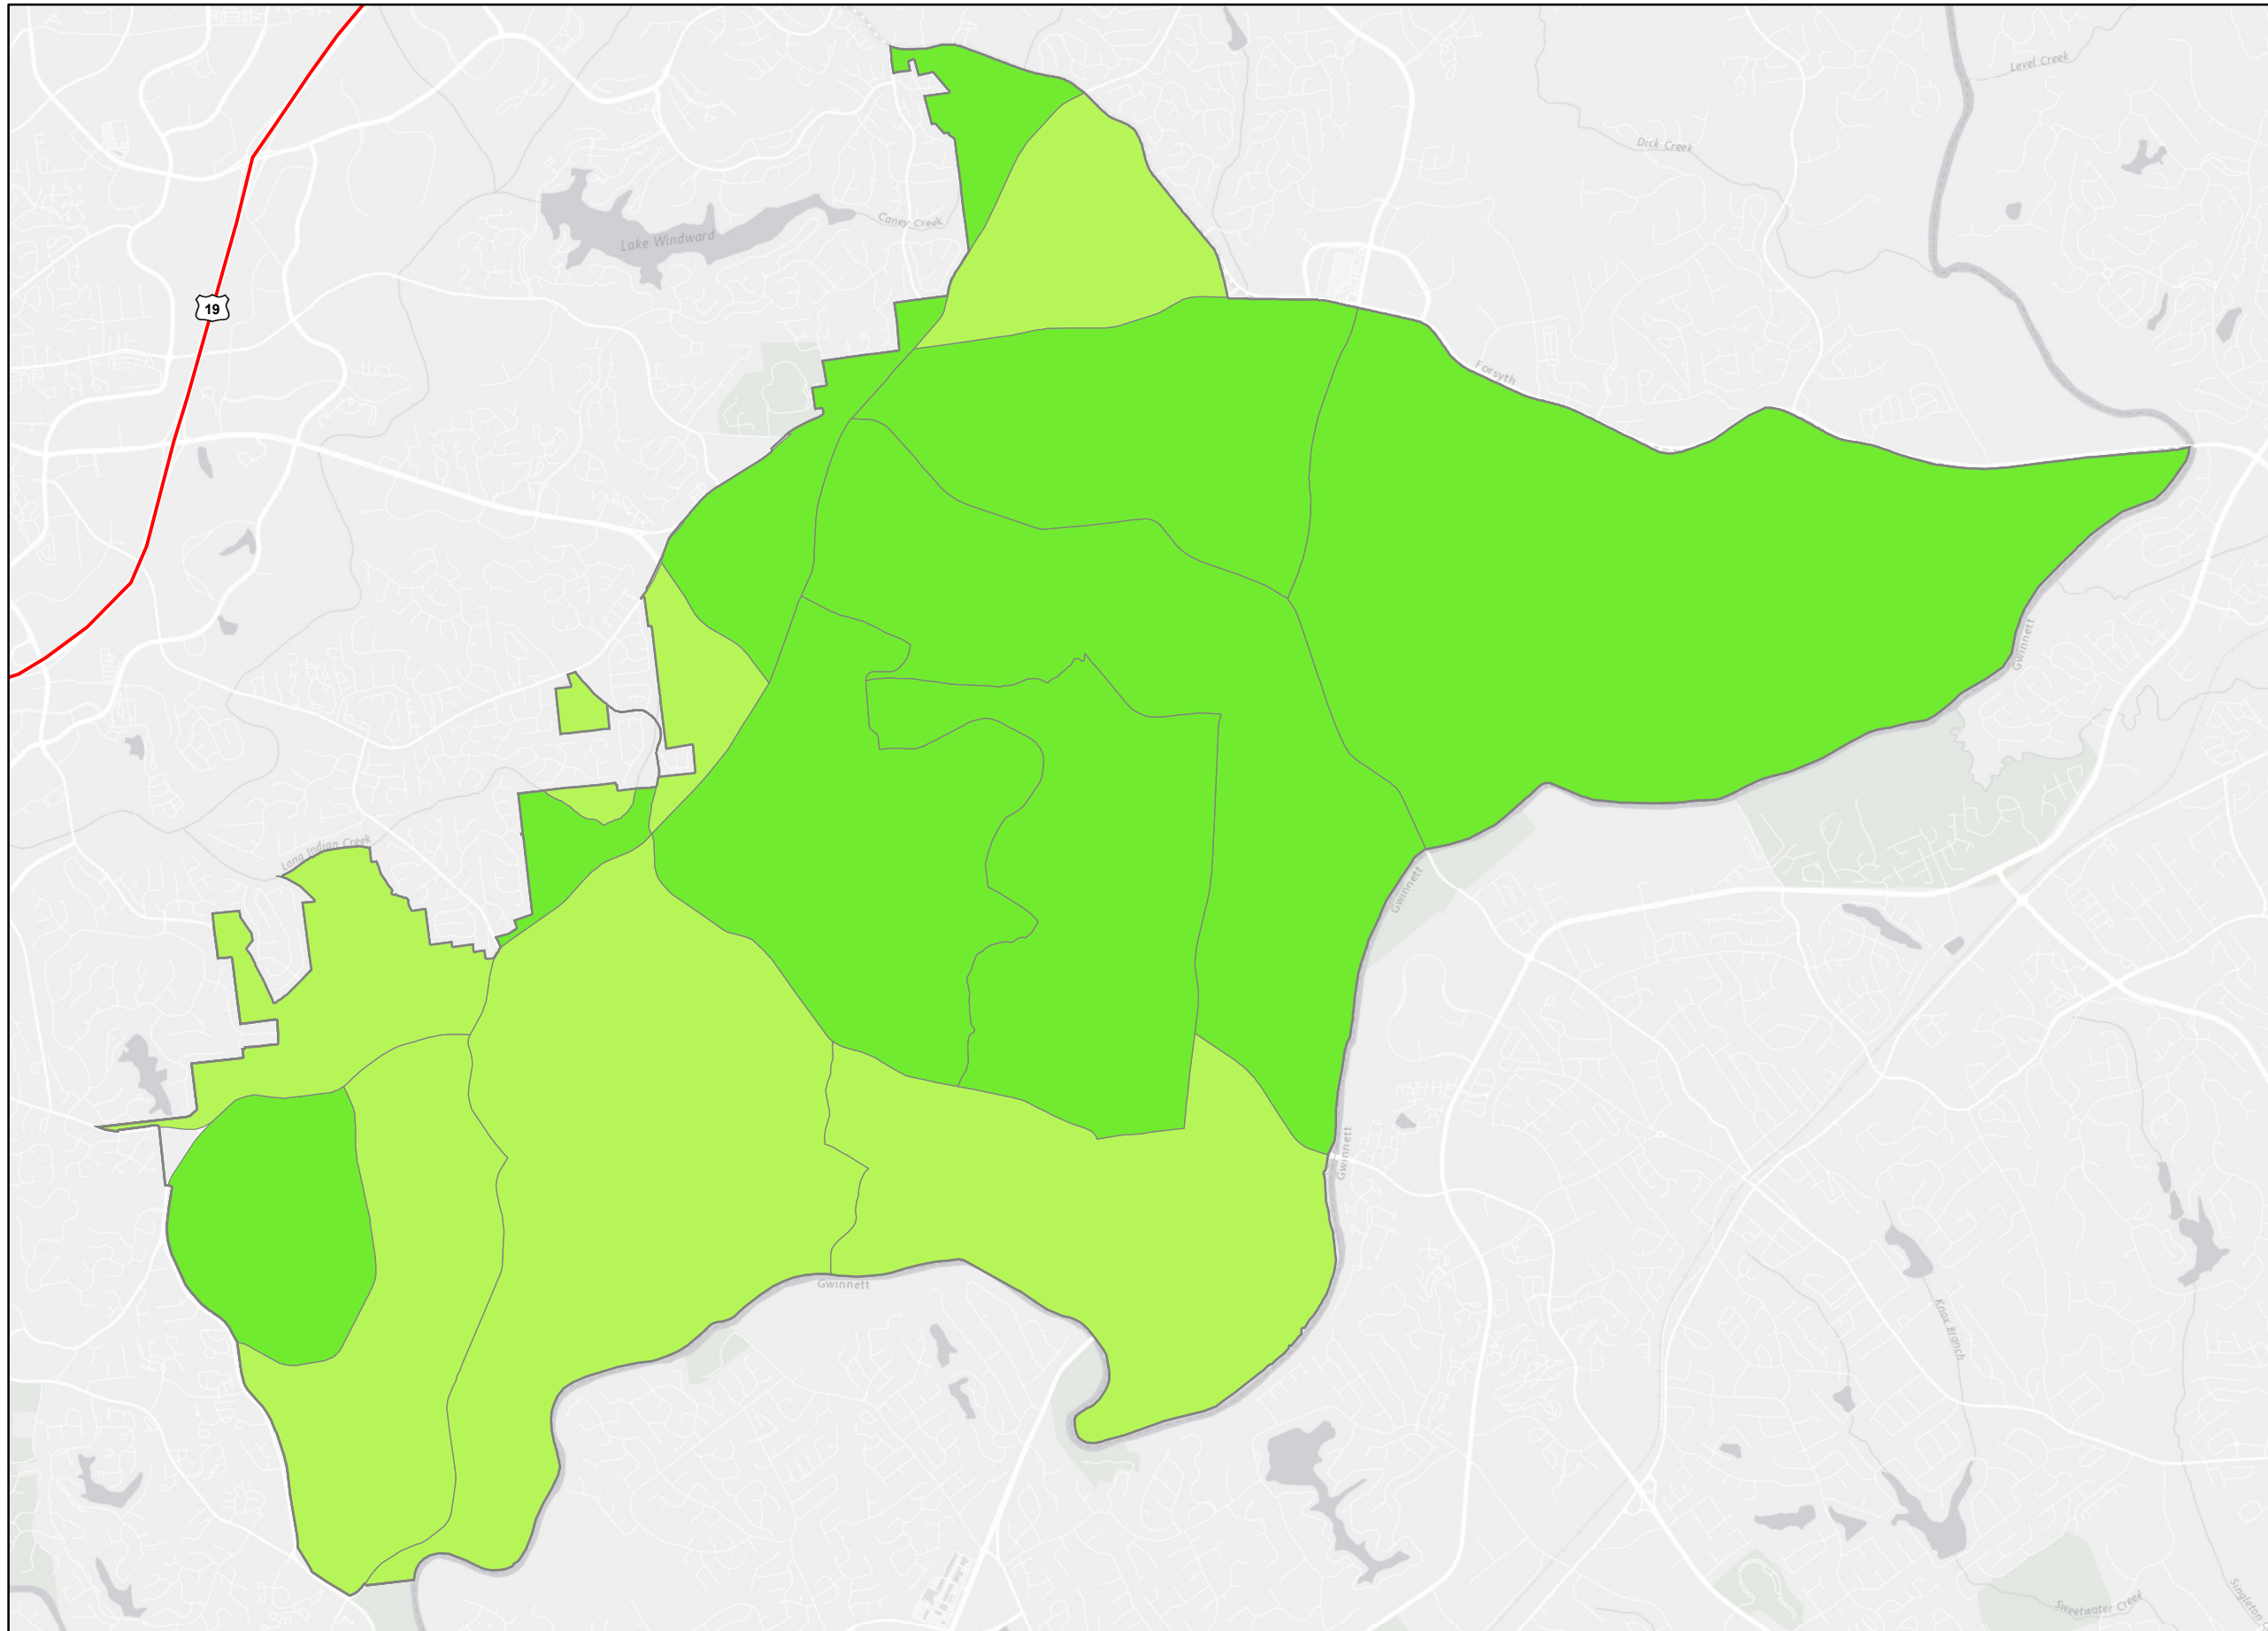 Level Creek
Dick Creek
Caney Creek
Lake Windward
19
Forsyth
Gwinnett
Long Indian Creek
Gwinnett
Gwinnett
Gwinnett
Knox Branch
Sweetwater Creek
Singleton